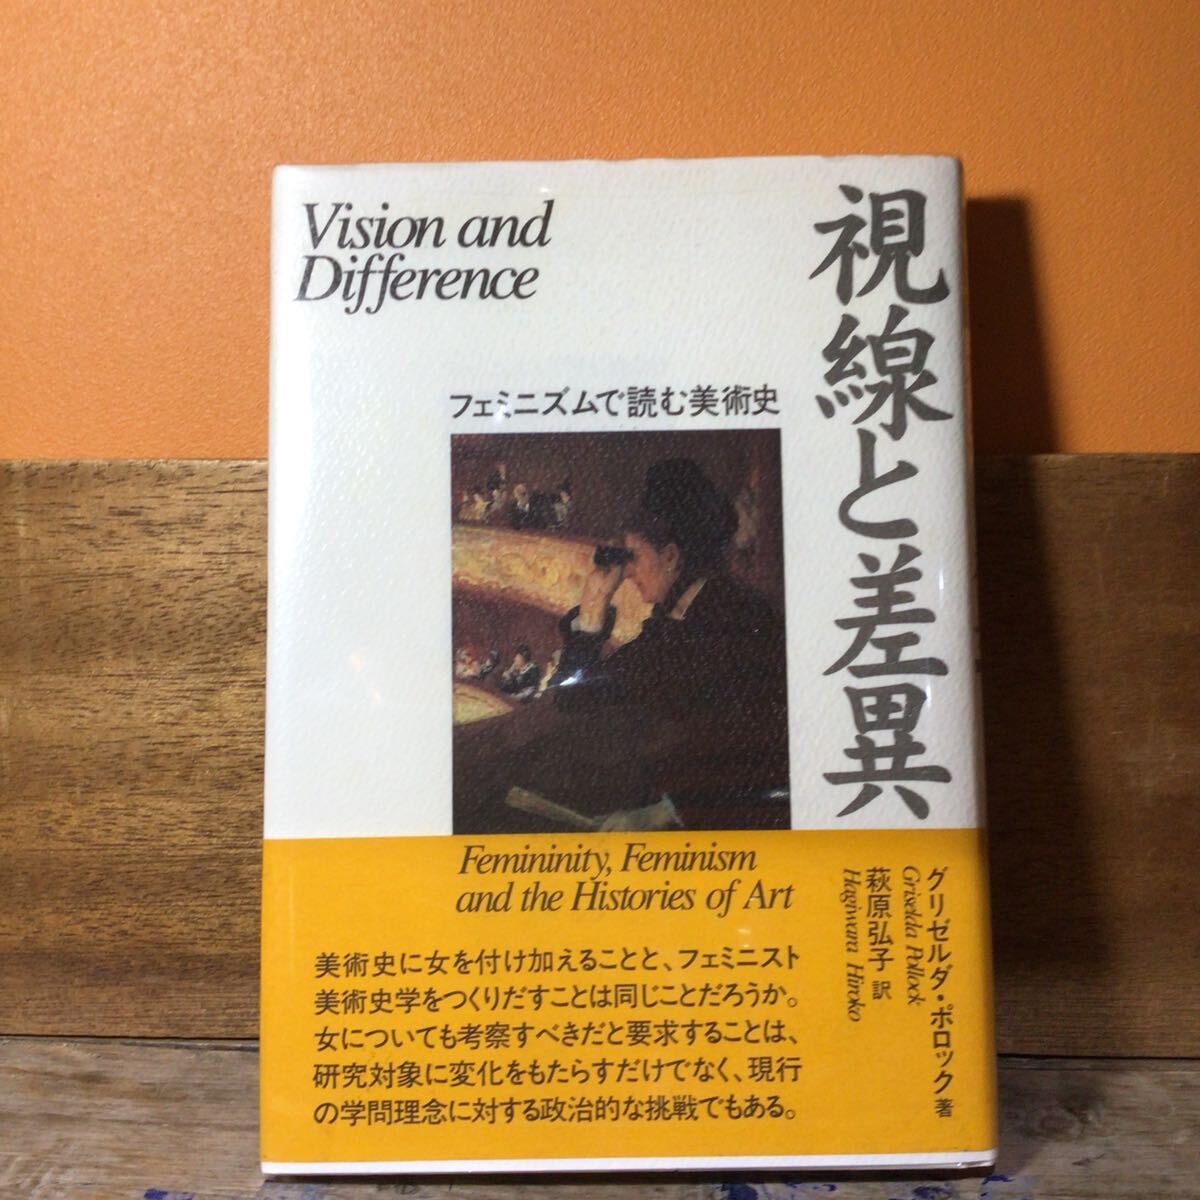 Vision and
Difference
視線と差異
フェミニズムで読む美術史
Femininity, Feminism
and the Histories of Art
グリゼルダ・ポロック 著
Griselda Pollock
萩原弘子 訳
Hagiwara Hiroko
美術史に女を付け加えることと、フェミニスト
美術史学をつくりだすことは同じことだろうか。
女についても考察すべきだと要求することは、
研究対象に変化をもたらすだけでなく、現行
の学問理念に対する政治的な挑戦でもある。